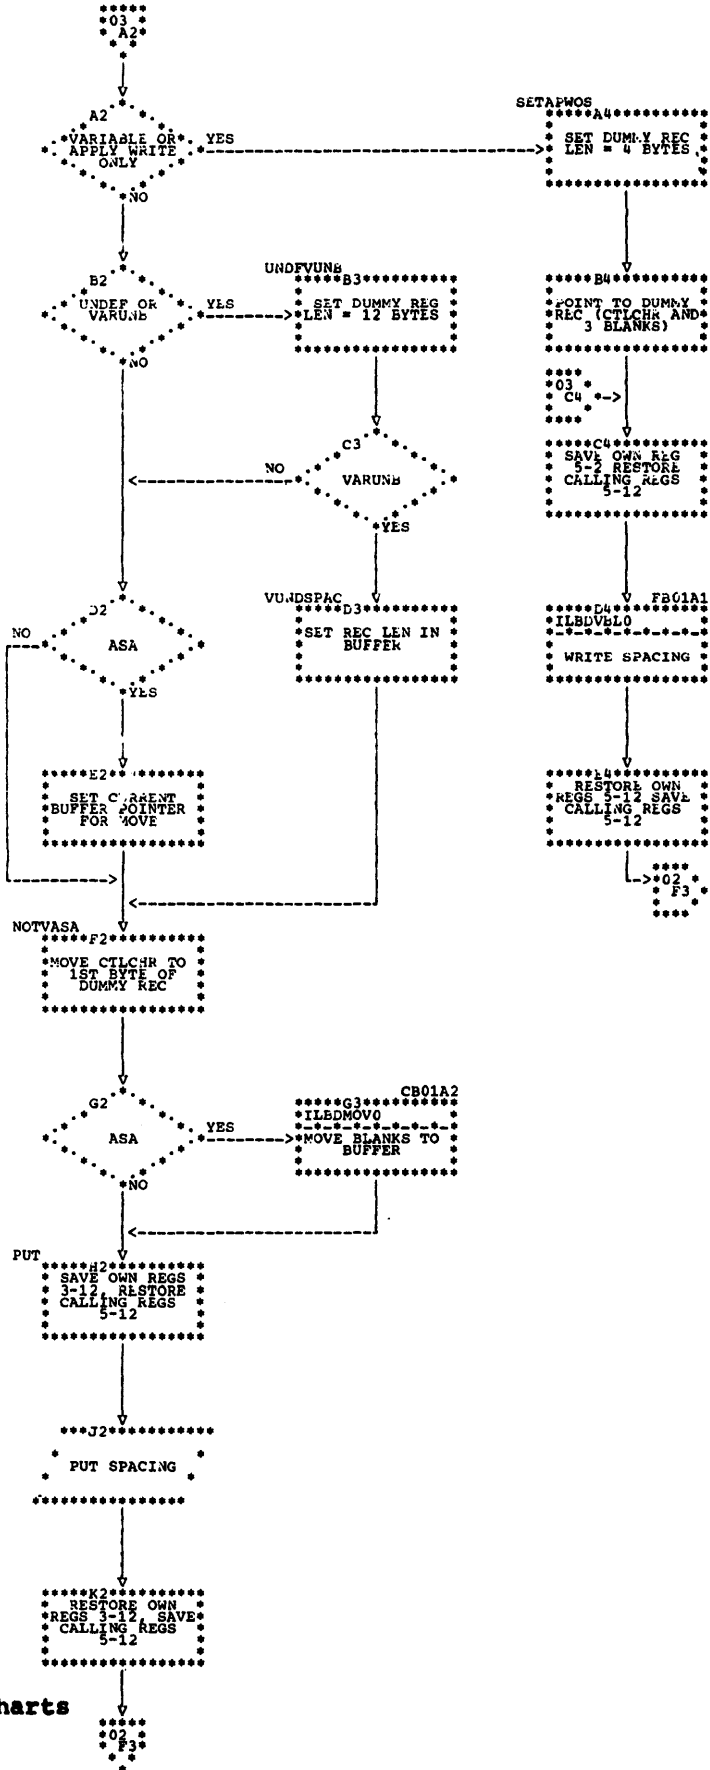 03
A2
SETAPWOS
A2
VARIABLE OR
APPLY WRITE
ONLY
YES
NO
A4
SET DUMMY REC
LEN = 4 BYTES
UNDFVUNB
B2
UNDEF OR
VARUNB
YES
NO
B3
SET DUMMY REG
LEN = 12 BYTES
B4
POINT TO DUMMY
REC (CTLCHR AND
3 BLANKS)
03
C4
C3
VARUNB
NO
YES
C4
SAVE OWN REG
5-2 RESTORE
CALLING REGS
5-12
VUNDSPAC
FB01A1
D2
ASA
NO
YES
D3
SET REC LEN IN
BUFFER
D4
ILBDVBL0
WRITE SPACING
E2
SET CURRENT
BUFFER POINTER
FOR MOVE
E4
RESTORE OWN
REGS 5-12 SAVE
CALLING REGS
5-12
02
F3
NOTVASA
F2
MOVE CTLCHR TO
1ST BYTE OF
DUMMY REC
CB01A2
G2
ASA
YES
NO
G3
ILBDMOV0
MOVE BLANKS TO
BUFFER
PUT
H2
SAVE OWN REGS
3-12, RESTORE
CALLING REGS
5-12
J2
PUT SPACING
K2
RESTORE OWN
REGS 3-12, SAVE
CALLING REGS
5-12
harts
02
F3